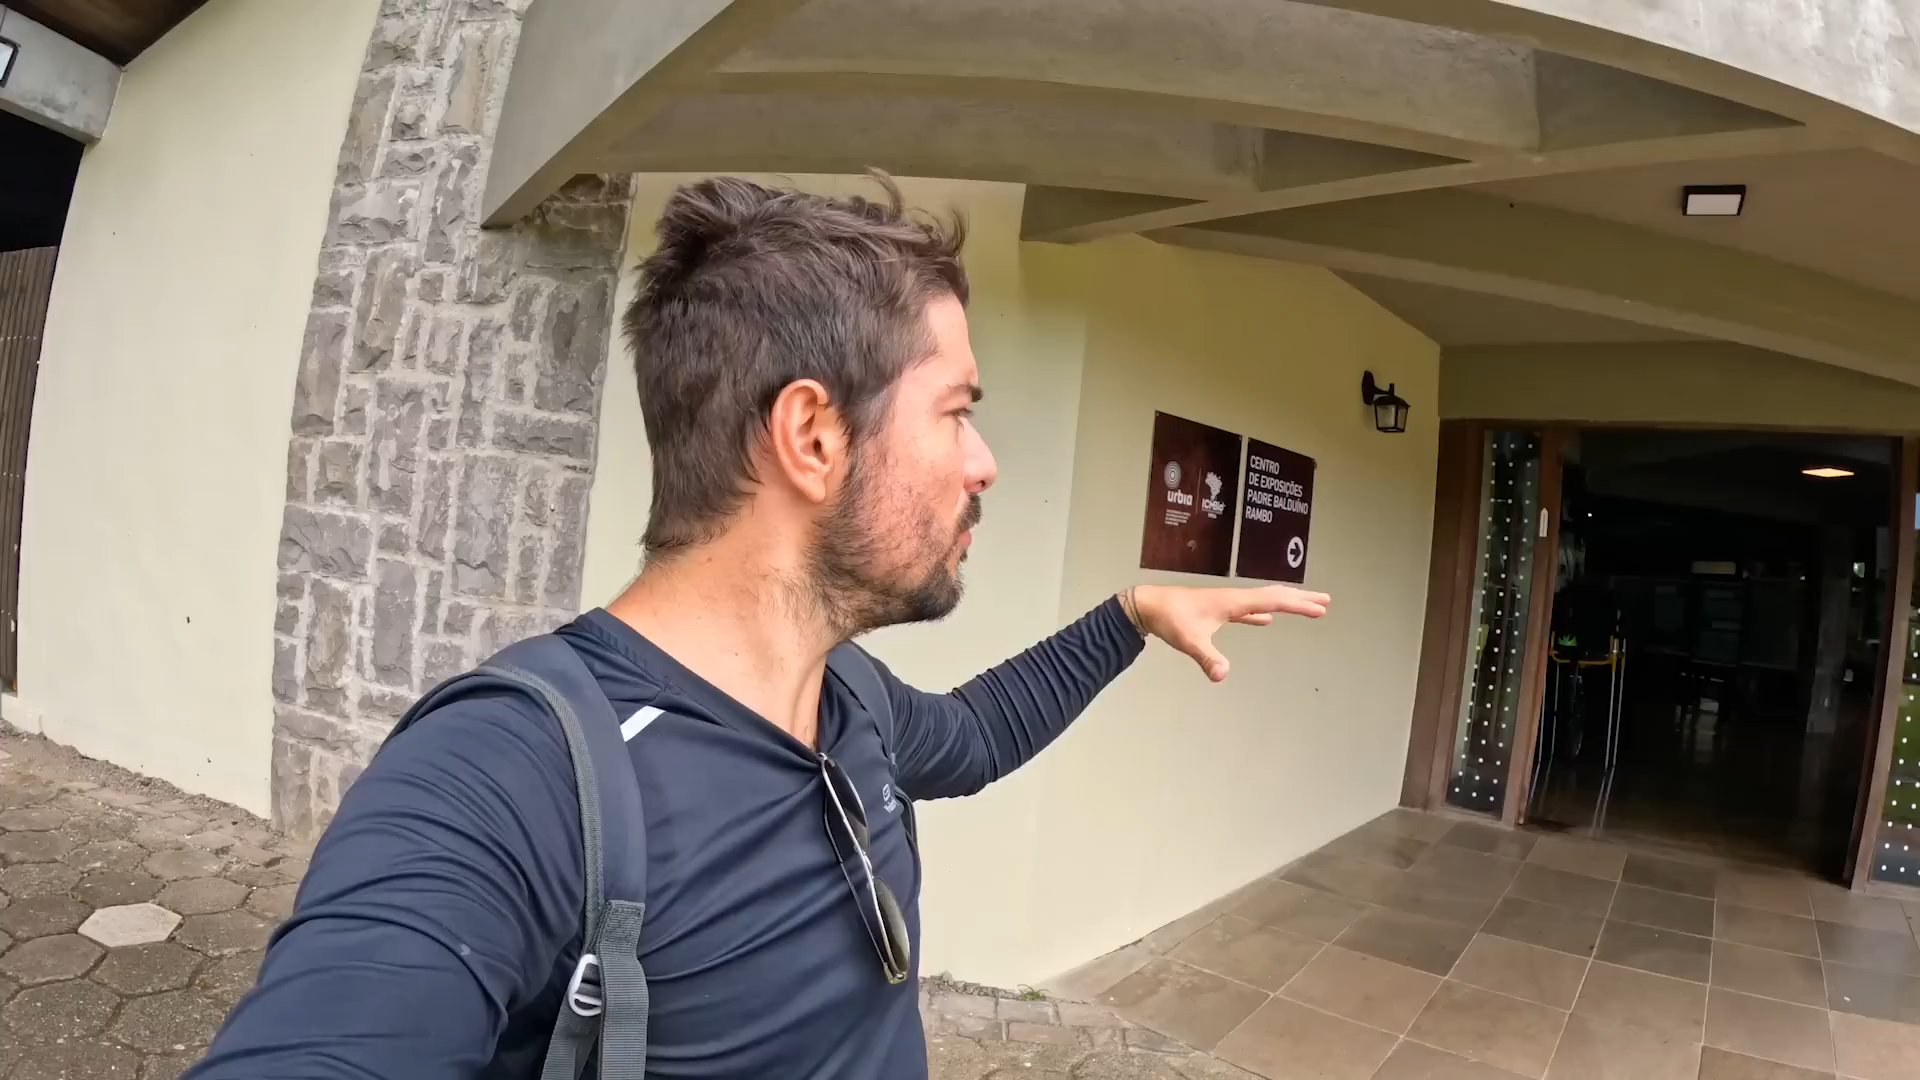 urbia
ICMBio
CENTRO
DE EXPOSIÇÕES
PADRE BALDUÍNO
RAMBO